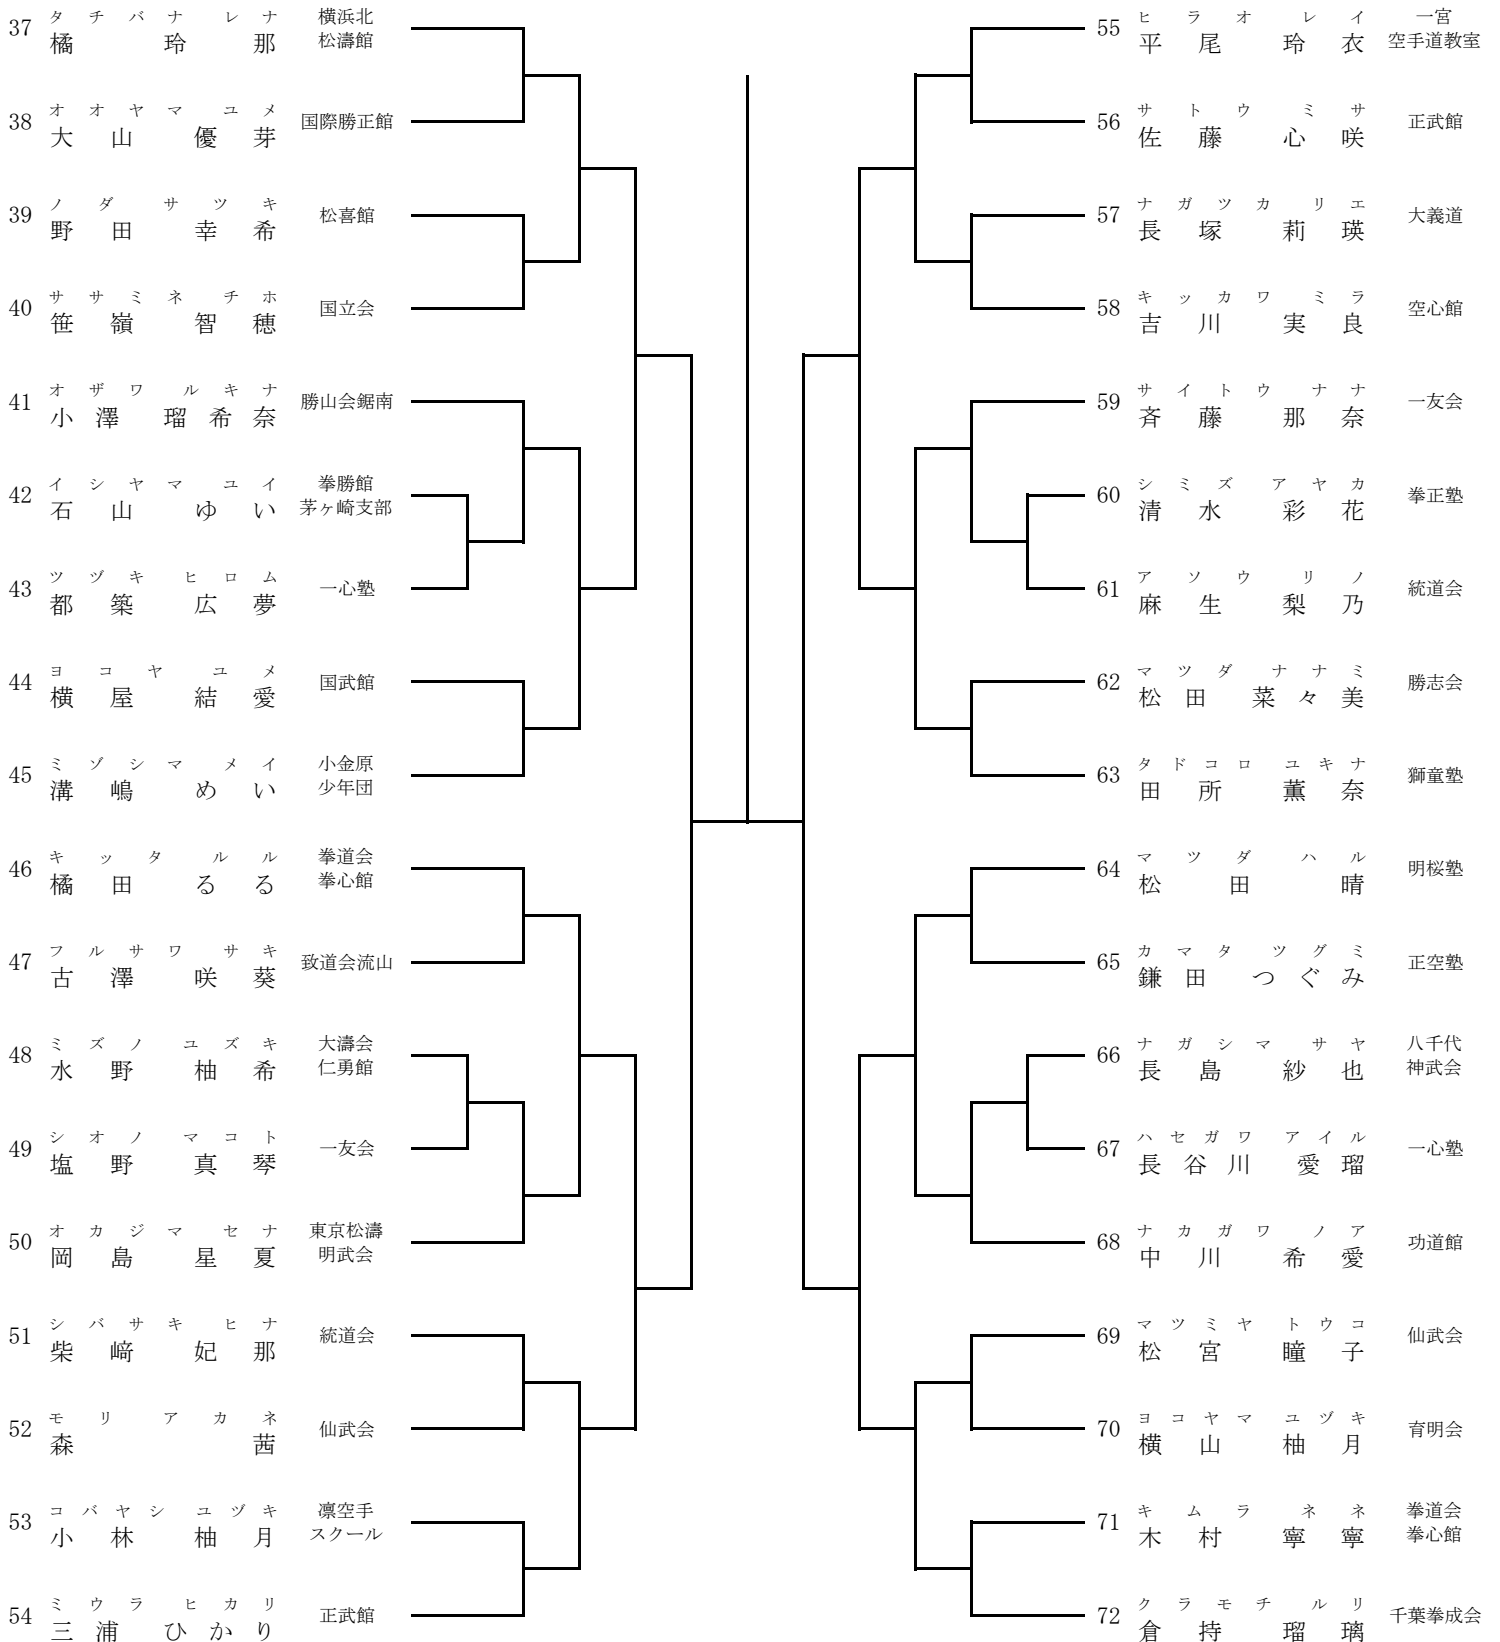 タチバナ レナ 横浜北
37 橘 玲那 松濤館
オオヤマ ユメ
38 大山 優芽 国際勝正館
ノダ サツキ
39 野田 幸希 松喜館
ササミネ チホ
40 笹嶺 智穂 国立会
オザワ ルキナ
41 小澤 瑠希奈 勝山会鋸南
イシヤマ ユイ 拳勝館
42 石山 ゆい 茅ヶ崎支部
ツヅキ ヒロム
43 都築 広夢 一心塾
ヨコヤ ユメ
44 横屋 結愛 国武館
ミゾシマ メイ 小金原
45 溝嶋 めい 少年団
キッタ ルル 拳道会
46 橘田 るる 拳心館
フルサワ サキ
47 古澤 咲葵 致道会流山
ミズノ ユズキ 大濤会
48 水野 柚希 仁勇館
シオノ マコト
49 塩野 真琴 一友会
オカジマ セナ 東京松濤
50 岡島 星夏 明武会
シバサキ ヒナ
51 柴﨑 妃那 統道会
モリ アカネ
52 森 茜 仙武会
コバヤシ ユヅキ 凛空手
53 小林 柚月 スクール
ミウラ ヒカリ
54 三浦 ひかり 正武館
ヒラオ レイ 一宮
55 平尾 玲衣 空手道教室
サトウ ミサ
56 佐藤 心咲 正武館
ナガツカ リエ
57 長塚 莉瑛 大義道
キッカワ ミラ
58 吉川 実良 空心館
サイトウ ナナ
59 斉藤 那奈 一友会
シミズ アヤカ
60 清水 彩花 拳正塾
アソウ リノ
61 麻生 梨乃 統道会
マツダ ナナミ
62 松田 菜々美 勝志会
タドコロ ユキナ
63 田所 薫奈 獅童塾
マツダ ハル
64 松田 晴 明桜塾
カマタ ツグミ
65 鎌田 つぐみ 正空塾
ナガシマ サヤ 八千代
66 長島 紗也 神武会
ハセガワ アイル
67 長谷川 愛瑠 一心塾
ナカガワ ノア
68 中川 希愛 功道館
マツミヤ トウコ
69 松宮 瞳子 仙武会
ヨコヤマ ユヅキ
70 横山 柚月 育明会
キムラ ネネ 拳道会
71 木村 寧寧 拳心館
クラモチ ルリ
72 倉持 瑠璃 千葉拳成会